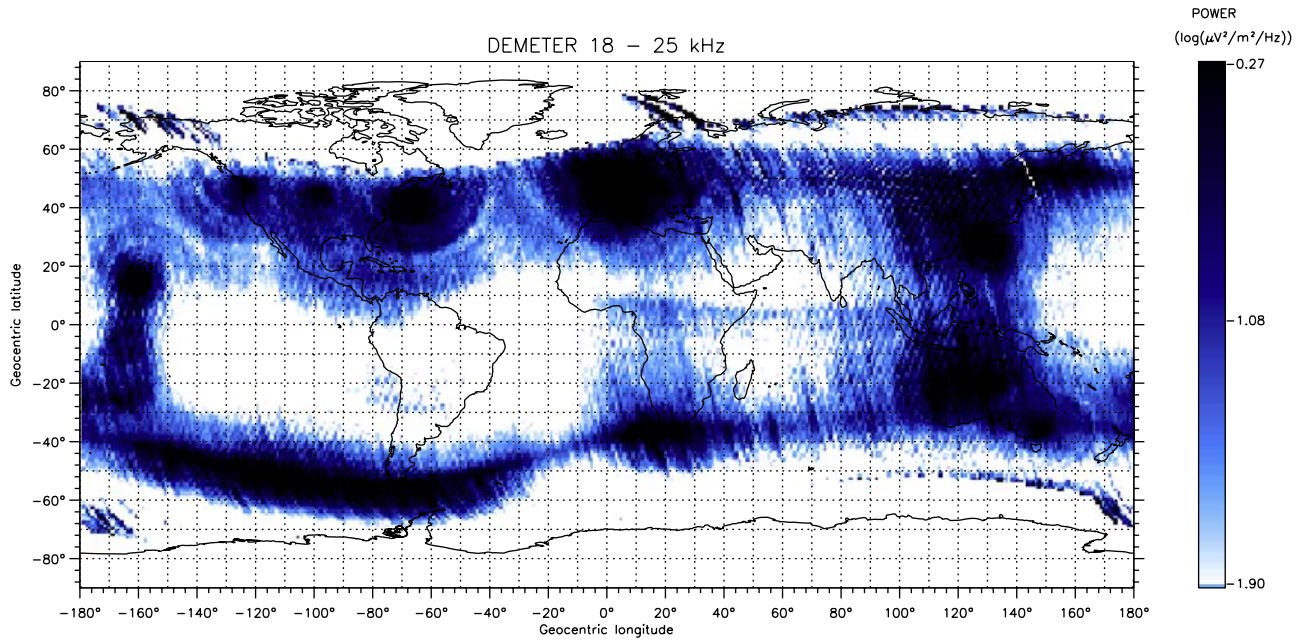 POWER
(log(μV²/m²/Hz))
DEMETER 18 – 25 kHz
−0.27
−1.08
−1.90
80°
60°
40°
20°
0°
−20°
−40°
−60°
−80°
Geocentric latitude
−180° −160° −140° −120° −100° −80° −60° −40° −20° 0° 20° 40° 60° 80° 100° 120° 140° 160° 180°
Geocentric longitude